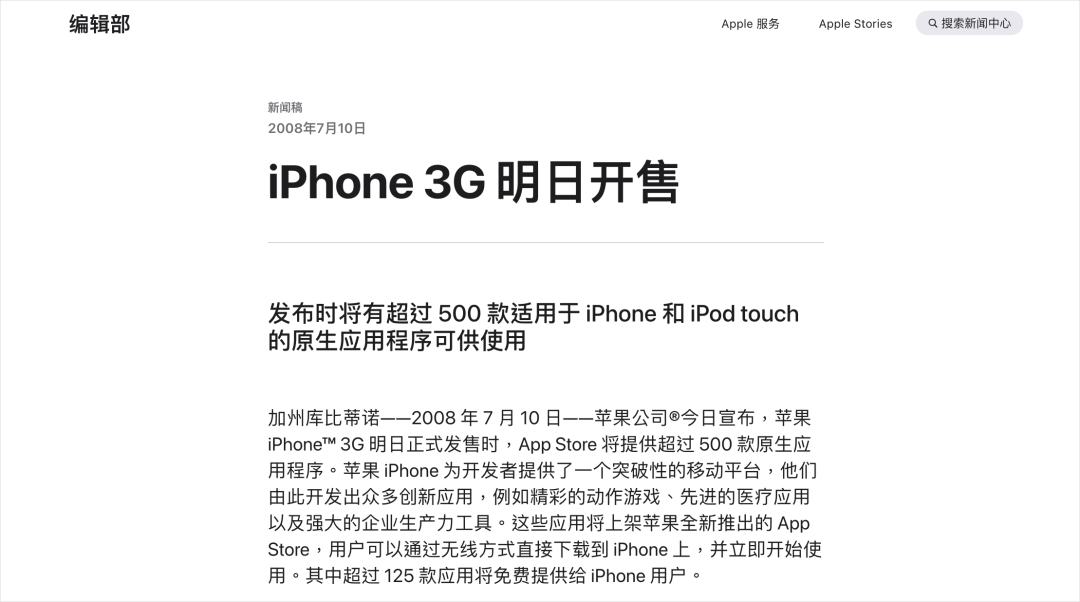 编辑部
Apple 服务
Apple Stories
搜索新闻中心
新闻稿
2008年7月10日
iPhone 3G 明日开售
发布时将有超过 500 款适用于 iPhone 和 iPod touch
的原生应用程序可供使用
加州库比蒂诺——2008 年 7 月 10 日——苹果公司®今日宣布，苹果
iPhone™ 3G 明日正式发售时，App Store 将提供超过 500 款原生应
用程序。苹果 iPhone 为开发者提供了一个突破性的移动平台，他们
由此开发出众多创新应用，例如精彩的动作游戏、先进的医疗应用
以及强大的企业生产力工具。这些应用将上架苹果全新推出的 App
Store，用户可以通过无线方式直接下载到 iPhone 上，并立即开始使
用。其中超过 125 款应用将免费提供给 iPhone 用户。